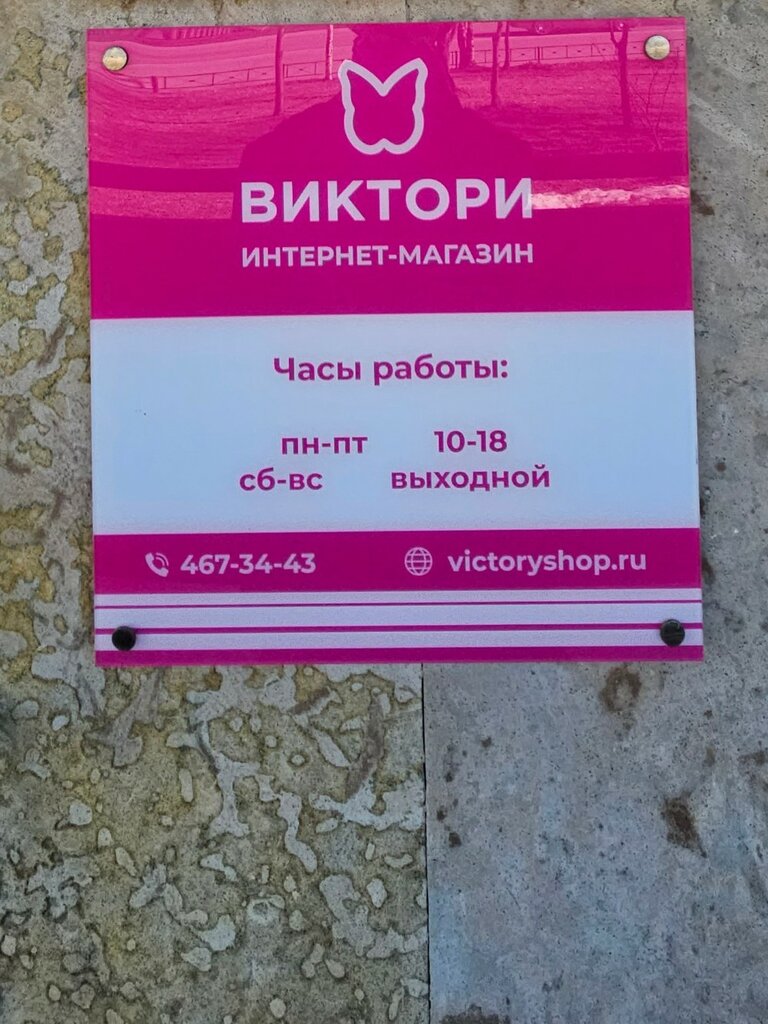 ВИКТОРИ
ИНТЕРНЕТ-МАГАЗИН
Часы работы:
пн-пт 10-18
сб-вс выходной
467-34-43 victoryshop.ru